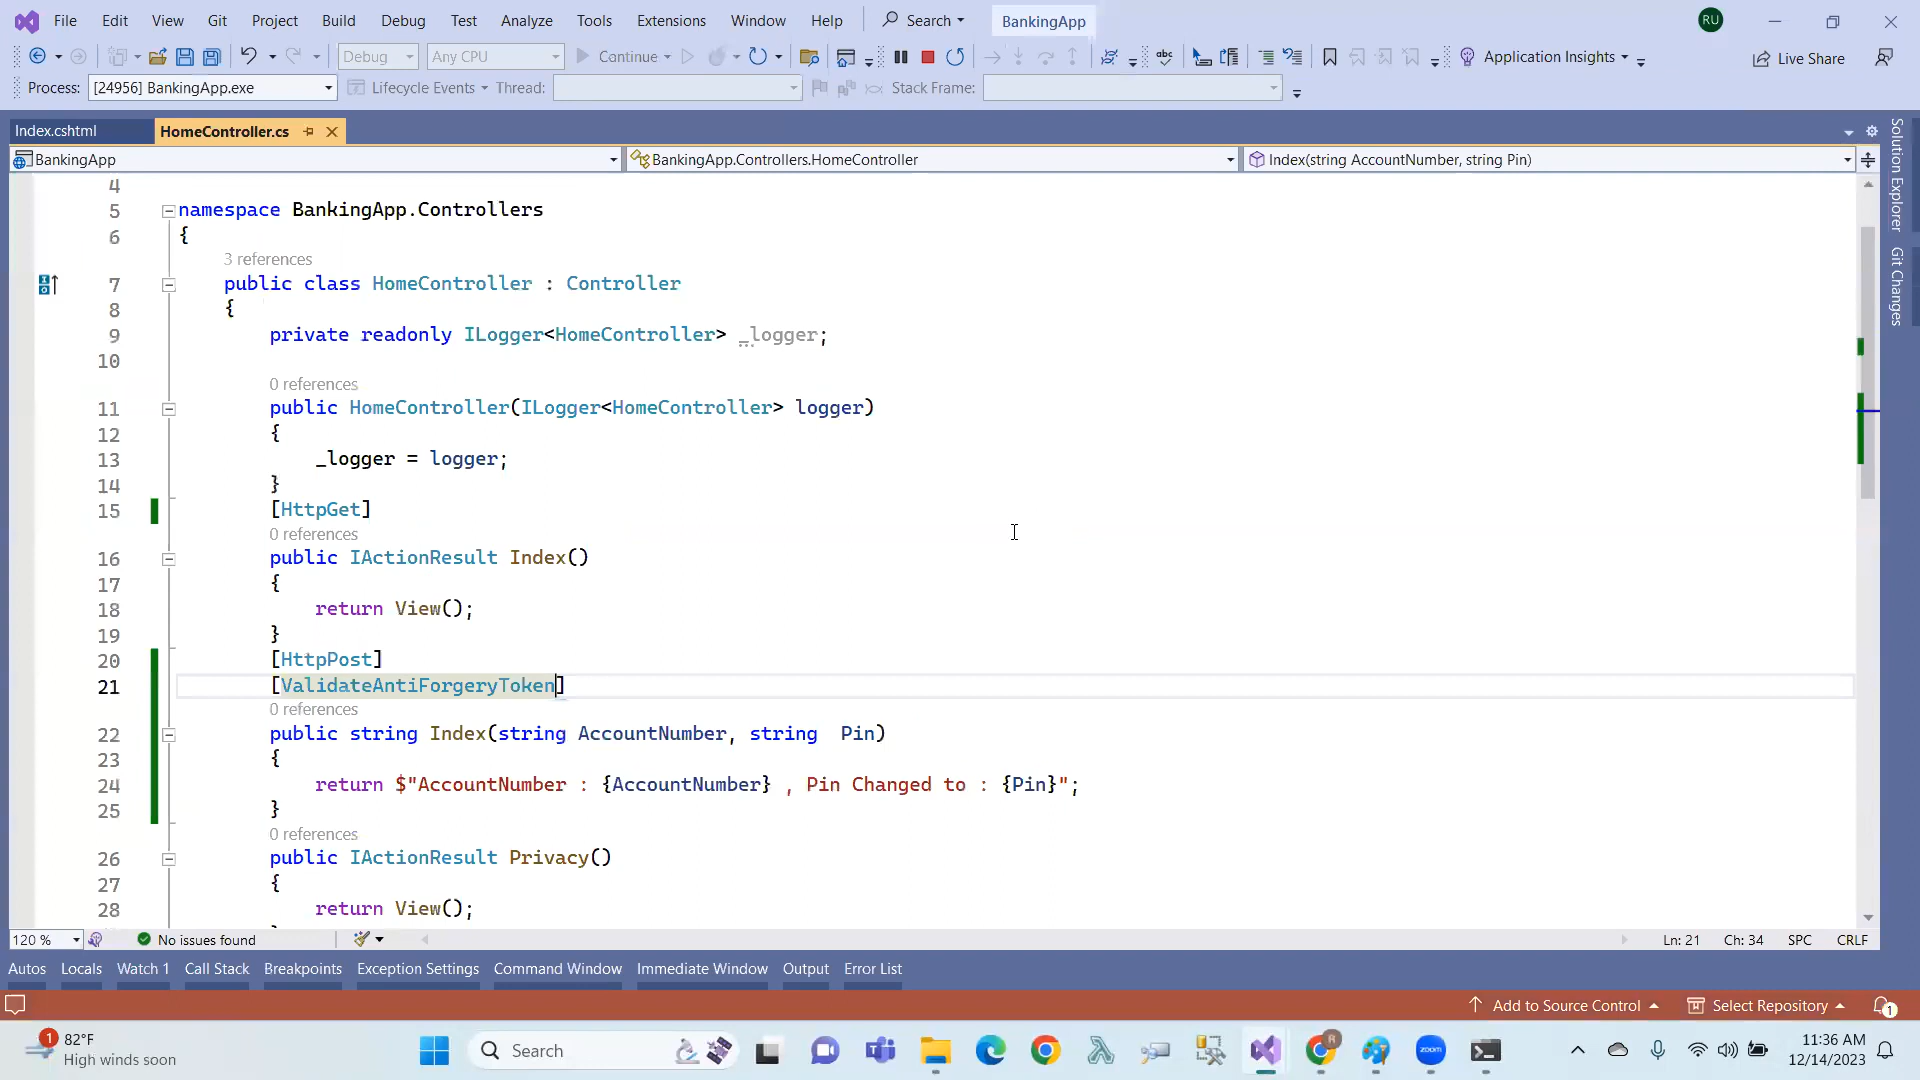 File Edit View Git Project Build Debug Test Analyze Tools Extensions Window Help Search BankingApp RU
Debug Any CPU Continue Application Insights Live Share
Process: [24956] BankingApp.exe Lifecycle Events Thread: Stack Frame:
Index.cshtml HomeController.cs
BankingApp BankingApp.Controllers.HomeController Index(string AccountNumber, string Pin)
Solution Explorer
Git Changes
4
5 namespace BankingApp.Controllers
6 {
3 references
7 public class HomeController : Controller
8 {
9 private readonly ILogger<HomeController> _logger;
10
0 references
11 public HomeController(ILogger<HomeController> logger)
12 {
13 _logger = logger;
14 }
15 [HttpGet]
0 references
16 public IActionResult Index()
17 {
18 return View();
19 }
20 [HttpPost]
21 [ValidateAntiForgeryToken]
0 references
22 public string Index(string AccountNumber, string  Pin)
23 {
24 return $"AccountNumber : {AccountNumber} , Pin Changed to : {Pin}";
25 }
0 references
26 public IActionResult Privacy()
27 {
28 return View();
120 % No issues found Ln: 21 Ch: 34 SPC CRLF
Autos Locals Watch 1 Call Stack Breakpoints Exception Settings Command Window Immediate Window Output Error List
Add to Source Control Select Repository 1
1 82°F
High winds soon
Search
zoom
11:36 AM
12/14/2023